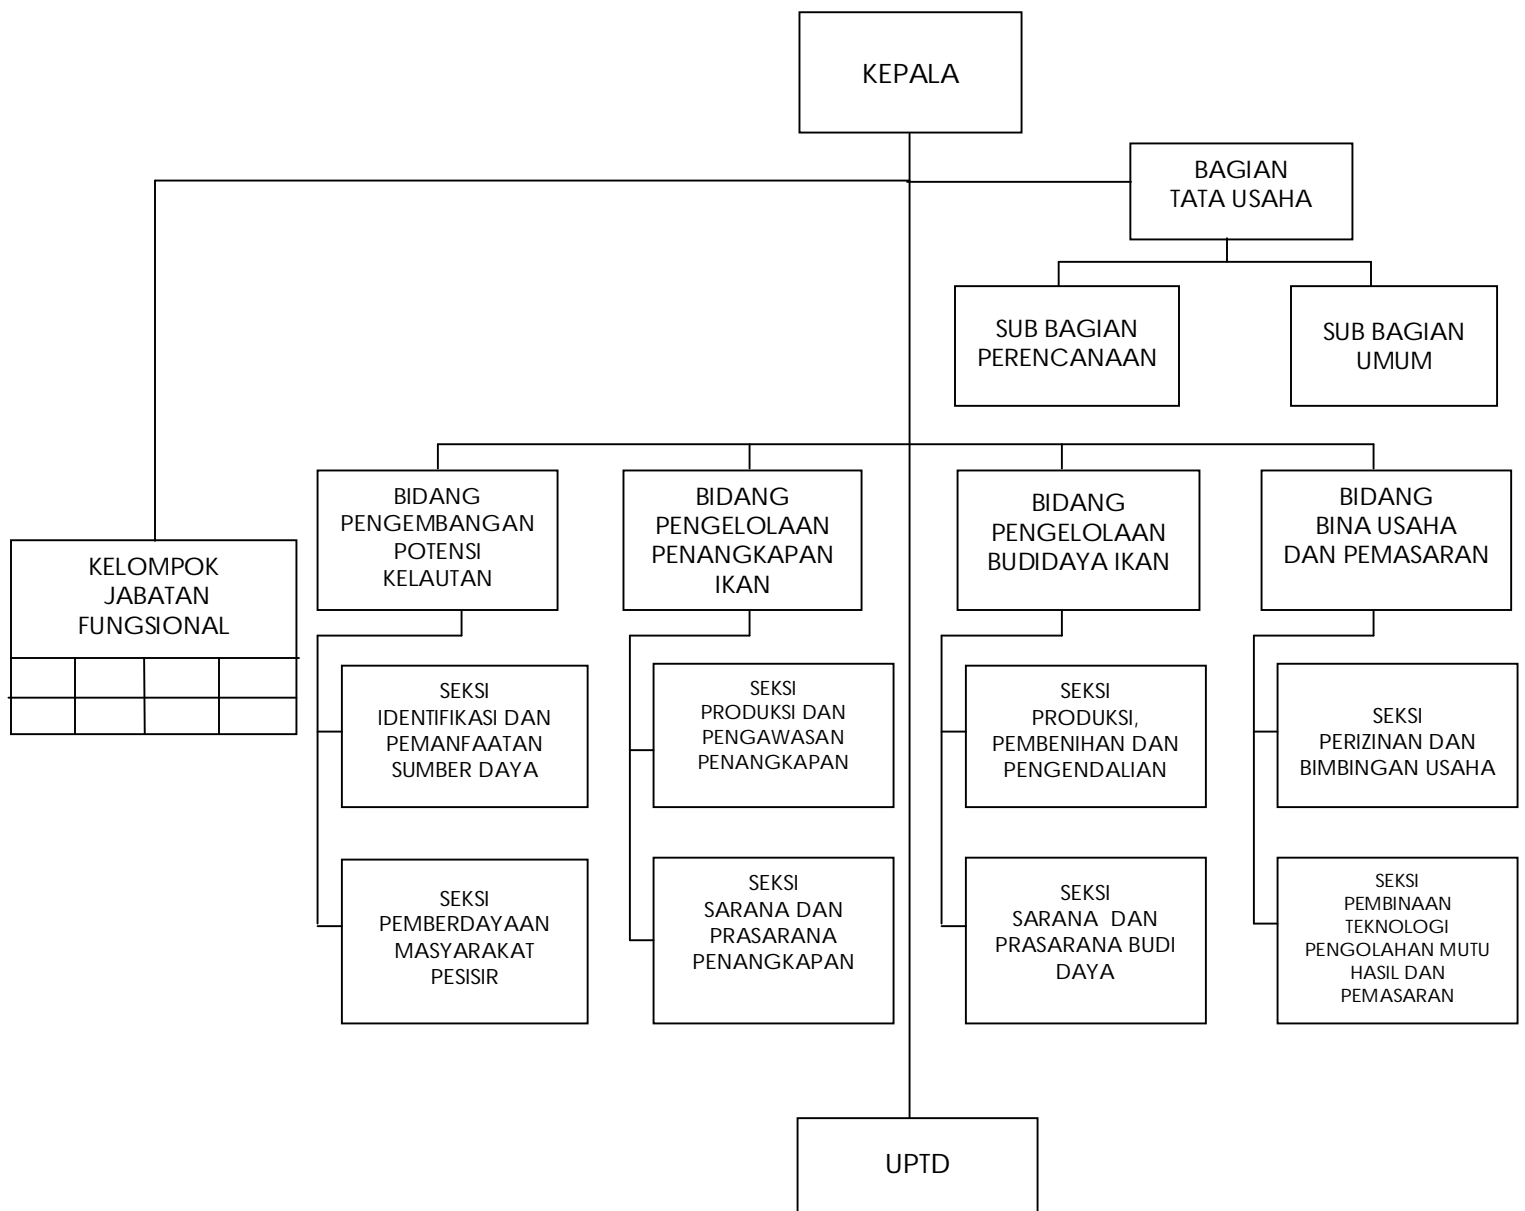 KEPALA
BAGIAN
TATA USAHA
SUB BAGIAN
PERENCANAAN
SUB BAGIAN
UMUM
KELOMPOK
JABATAN
FUNGSIONAL
BIDANG
PENGEMBANGAN
POTENSI
KELAUTAN
BIDANG
PENGELOLAAN
PENANGKAPAN
IKAN
BIDANG
PENGELOLAAN
BUDIDAYA IKAN
BIDANG
BINA USAHA
DAN PEMASARAN
SEKSI
IDENTIFIKASI DAN
PEMANFAATAN
SUMBER DAYA
SEKSI
PRODUKSI DAN
PENGAWASAN
PENANGKAPAN
SEKSI
PRODUKSI,
PEMBENIHAN DAN
PENGENDALIAN
SEKSI
PERIZINAN DAN
BIMBINGAN USAHA
SEKSI
PEMBERDAYAAN
MASYARAKAT
PESISIR
SEKSI
SARANA DAN
PRASARANA
PENANGKAPAN
SEKSI
SARANA  DAN
PRASARANA BUDI
DAYA
SEKSI
PEMBINAAN
TEKNOLOGI
PENGOLAHAN MUTU
HASIL DAN
PEMASARAN
UPTD